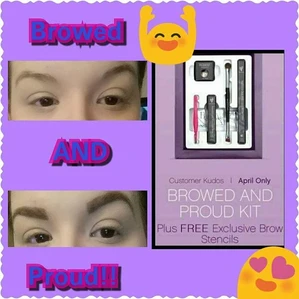 Browed
AND
Proud!!
Customer Kudos | April Only
BROWED AND
PROUD KIT
Plus FREE Exclusive Brow
Stencils